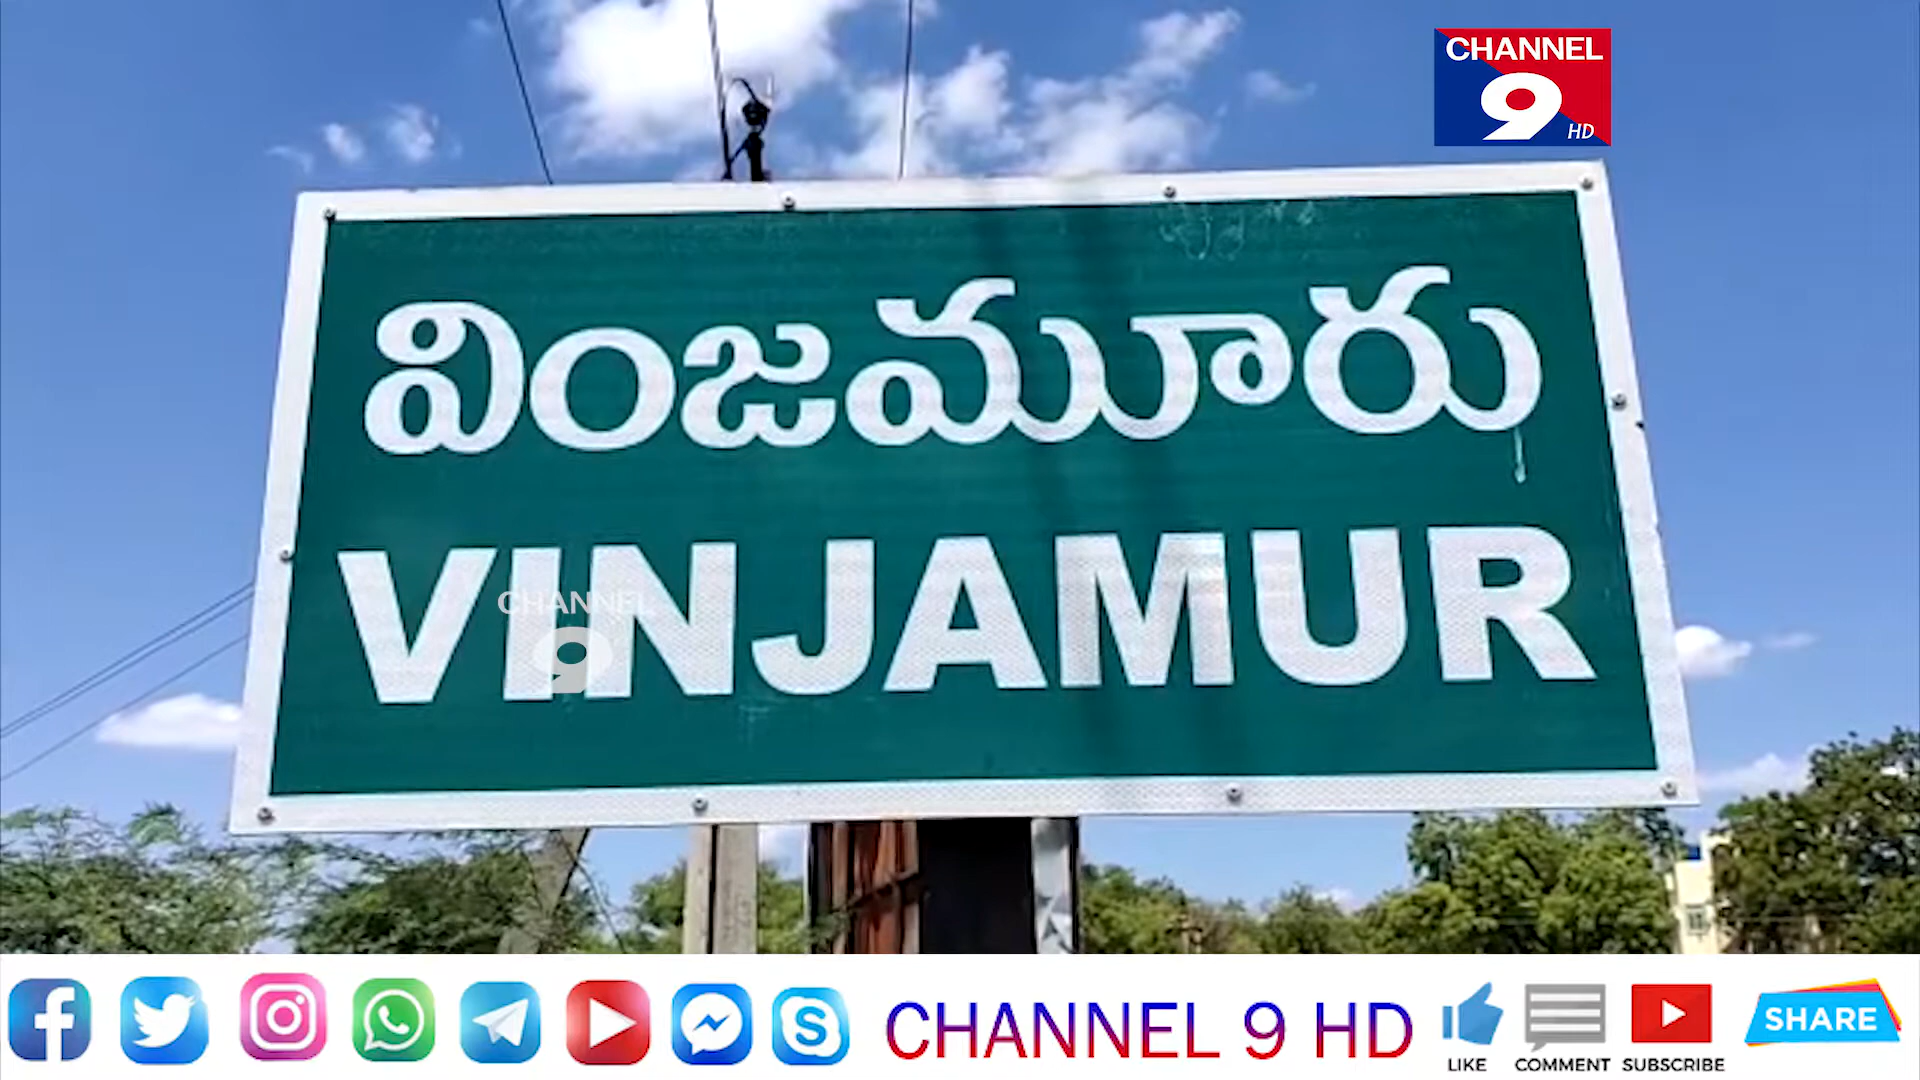 CHANNEL
9
HD
వింజమూరు
VINJAMUR
CHANNEL
9
CHANNEL 9 HD
LIKE
COMMENT
SUBSCRIBE
SHARE